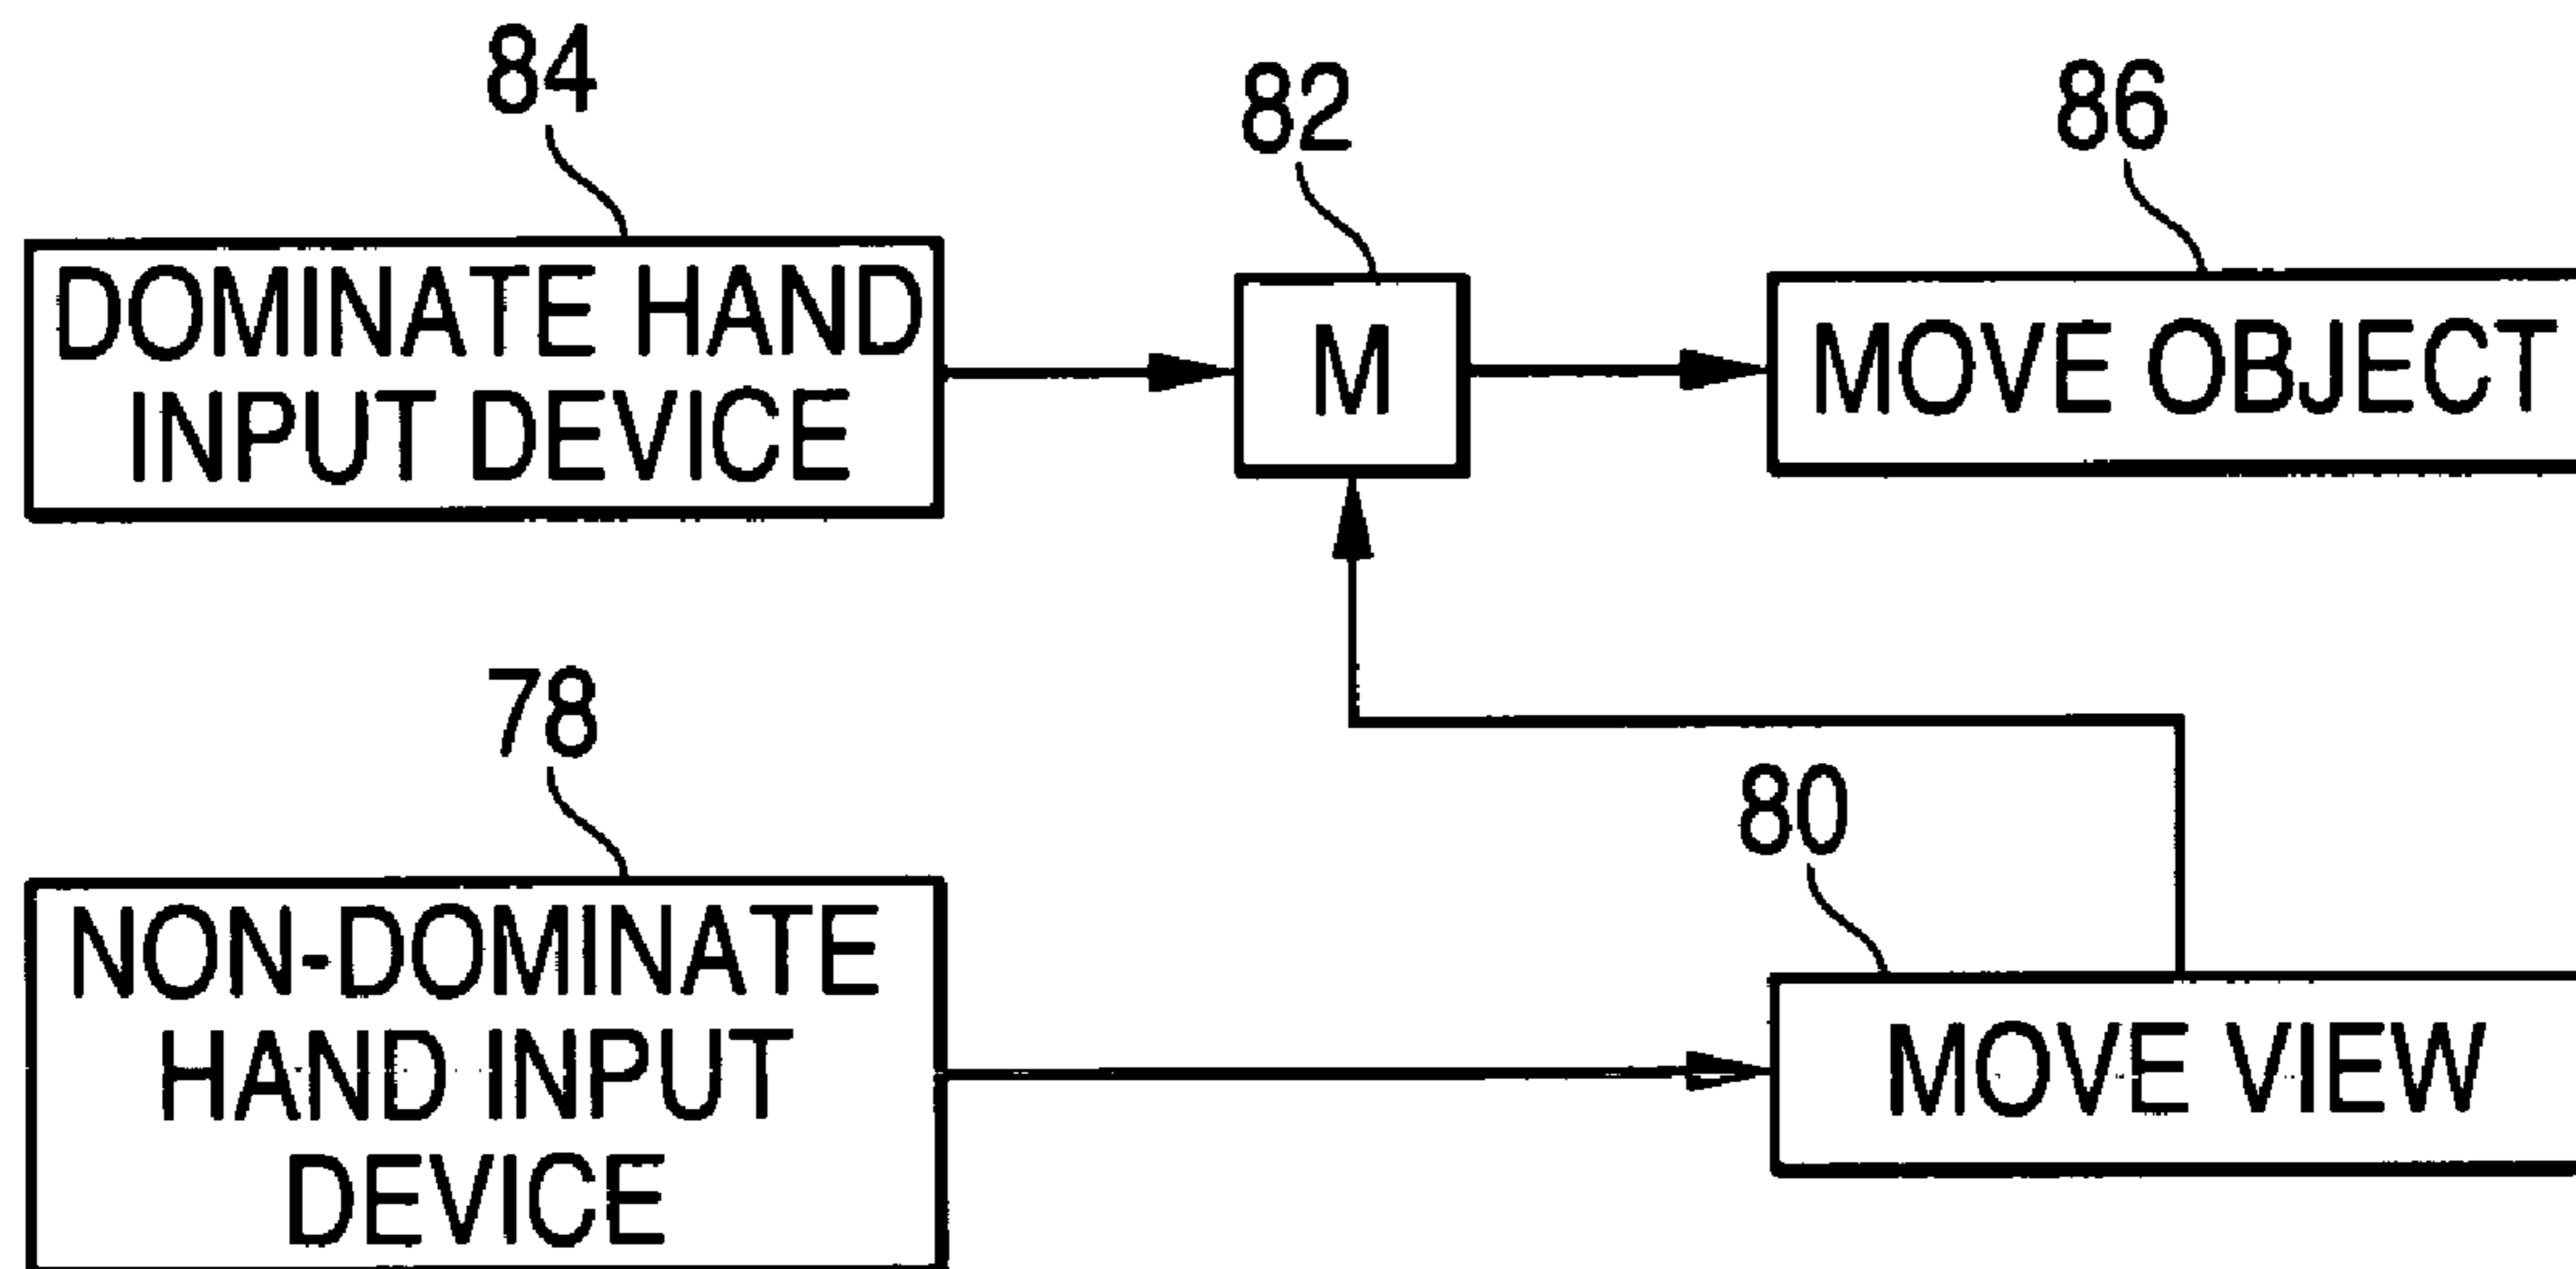 84
82
86
DOMINATE HAND
INPUT DEVICE
M
MOVE OBJECT
78
80
NON-DOMINATE
HAND INPUT
DEVICE
MOVE VIEW